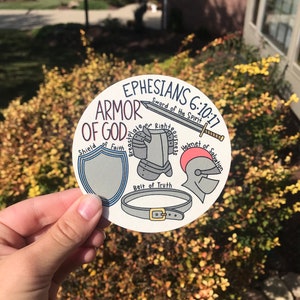 EPHESIANS 6:10-17
ARMOR
OF GOD
Sword of the Spirit
Breastplate of Righteousness
Shield of Faith
Helmet of Salvation
Belt of Truth